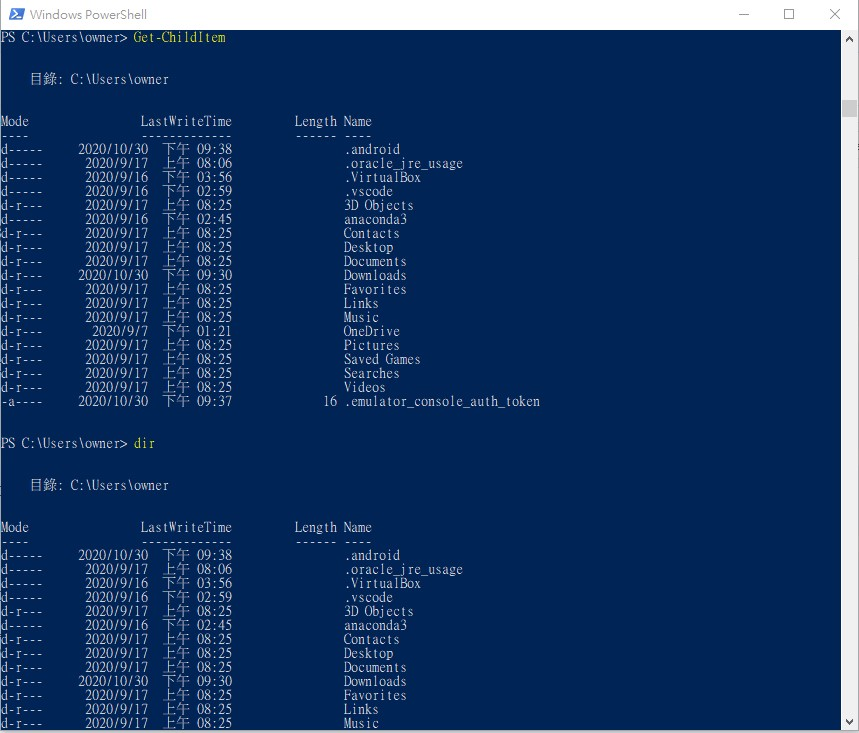 Windows PowerShell
PS C:\Users\owner> Get-ChildItem
目錄: C:\Users\owner
Mode LastWriteTime Length Name
---- ------------- ------ ----
d----- 2020/10/30 下午 09:38 .android
d----- 2020/9/17 上午 08:06 .oracle_jre_usage
d----- 2020/9/16 下午 03:56 .VirtualBox
d----- 2020/9/16 下午 02:59 .vscode
d-r--- 2020/9/17 上午 08:25 3D Objects
d----- 2020/9/16 下午 02:45 anaconda3
d-r--- 2020/9/17 上午 08:25 Contacts
d-r--- 2020/9/17 上午 08:25 Desktop
d-r--- 2020/9/17 上午 08:25 Documents
d-r--- 2020/10/30 下午 09:30 Downloads
d-r--- 2020/9/17 上午 08:25 Favorites
d-r--- 2020/9/17 上午 08:25 Links
d-r--- 2020/9/17 上午 08:25 Music
d-r--- 2020/9/7 下午 01:21 OneDrive
d-r--- 2020/9/17 上午 08:25 Pictures
d-r--- 2020/9/17 上午 08:25 Saved Games
d-r--- 2020/9/17 上午 08:25 Searches
d-r--- 2020/9/17 上午 08:25 Videos
-a---- 2020/10/30 下午 09:37 16 .emulator_console_auth_token
PS C:\Users\owner> dir
目錄: C:\Users\owner
Mode LastWriteTime Length Name
---- ------------- ------ ----
d----- 2020/10/30 下午 09:38 .android
d----- 2020/9/17 上午 08:06 .oracle_jre_usage
d----- 2020/9/16 下午 03:56 .VirtualBox
d----- 2020/9/16 下午 02:59 .vscode
d-r--- 2020/9/17 上午 08:25 3D Objects
d----- 2020/9/16 下午 02:45 anaconda3
d-r--- 2020/9/17 上午 08:25 Contacts
d-r--- 2020/9/17 上午 08:25 Desktop
d-r--- 2020/9/17 上午 08:25 Documents
d-r--- 2020/10/30 下午 09:30 Downloads
d-r--- 2020/9/17 上午 08:25 Favorites
d-r--- 2020/9/17 上午 08:25 Links
d-r--- 2020/9/17 上午 08:25 Music